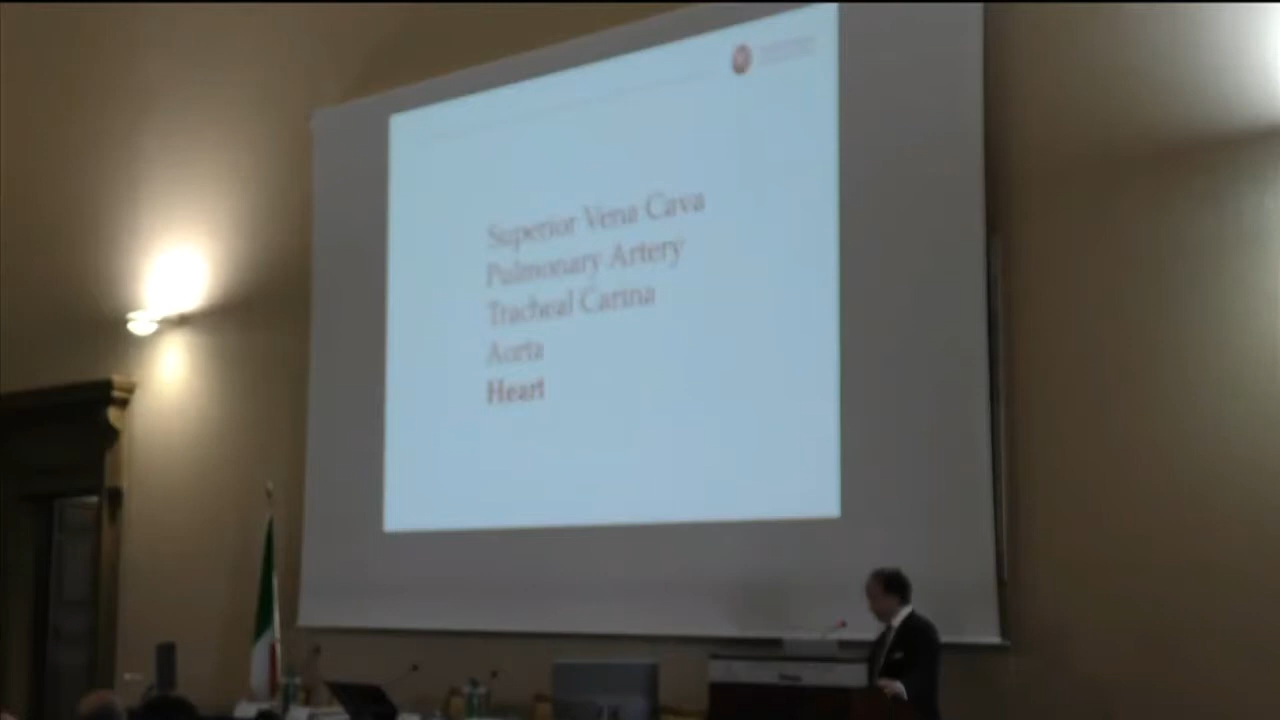 Superior Vena Cava
Pulmonary Artery
Tracheal Carina
Aorta
Heart